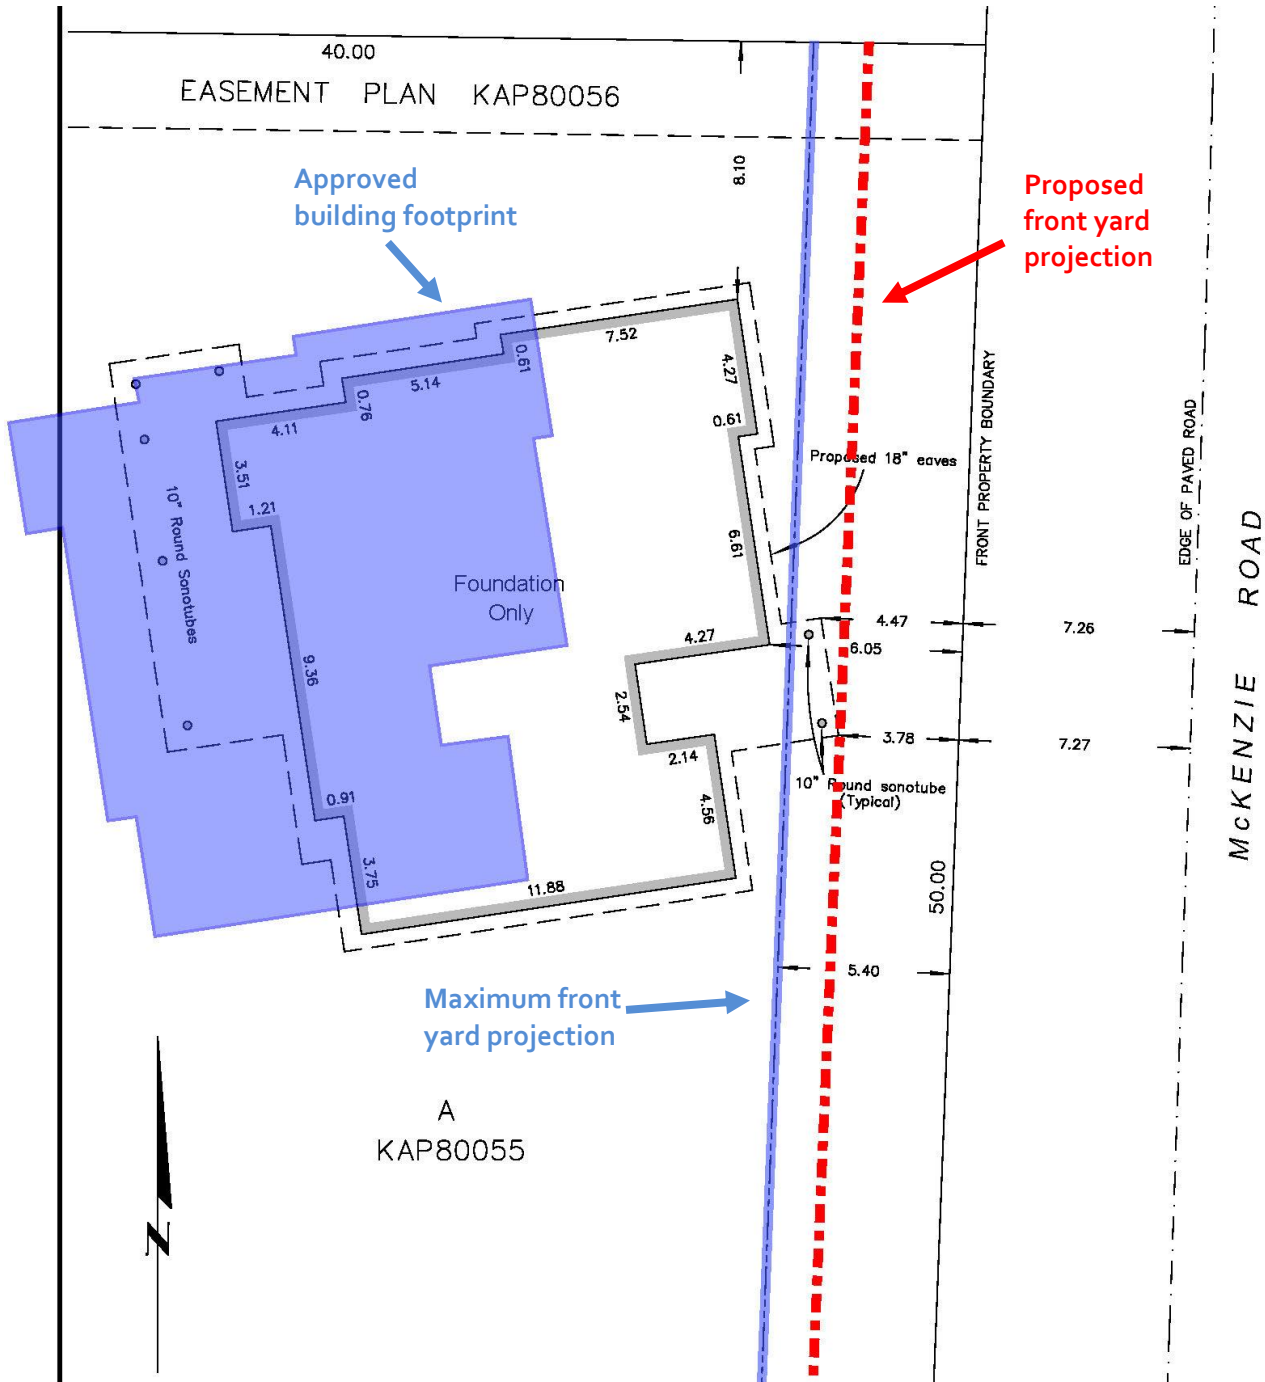 40.00
EASEMENT PLAN KAP80056
Approved
building footprint
8.10
Proposed
front yard
projection
7.52
0.61
5.14
0.76
4.11
4.27
0.61
Proposed 18" eaves
FRONT PROPERTY BOUNDARY
EDGE OF PAVED ROAD
McKENZIE ROAD
3.51
1.21
10" Round Sonotubes
Foundation
Only
6.61
4.27
4.47
7.26
6.05
9.36
2.54
2.14
3.78
7.27
10" Round sonotube
(Typical)
0.91
4.56
3.75
11.88
50.00
5.40
Maximum front
yard projection
A
KAP80055
N